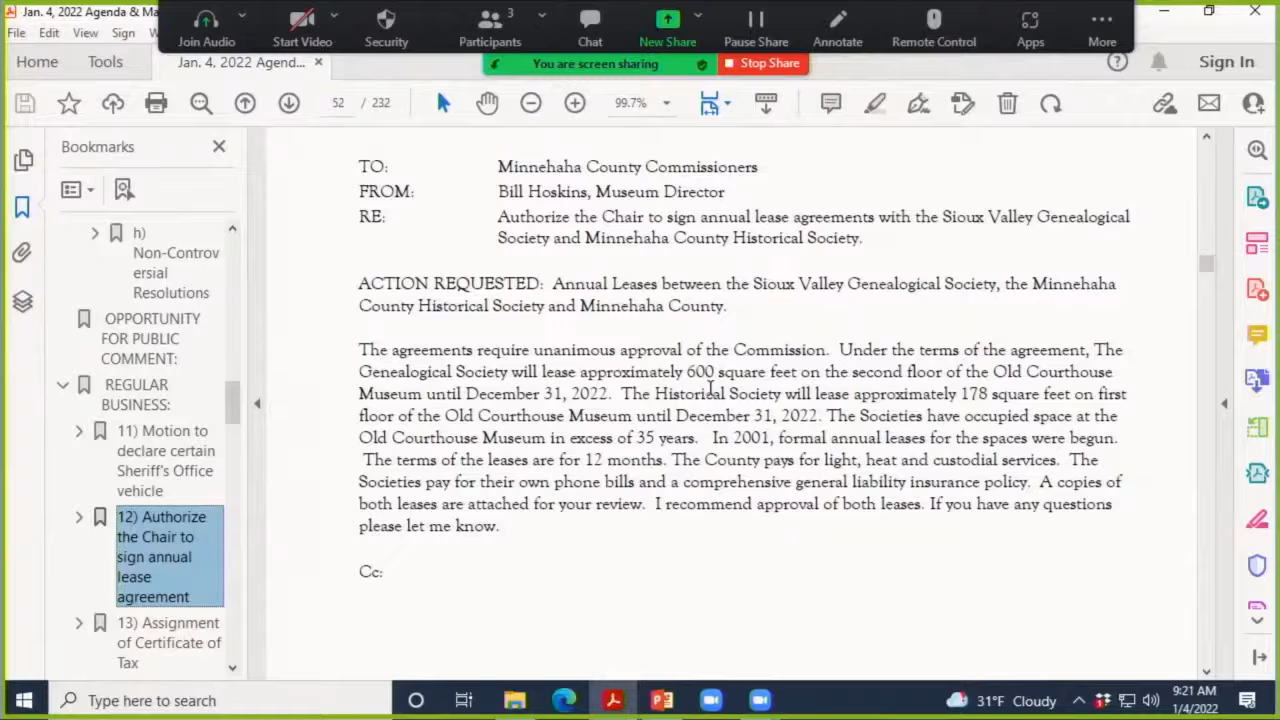 Jan. 4, 2022 Agenda & Ma
File Edit View Sign W
Join Audio Start Video Security Participants 3 Chat New Share Pause Share Annotate Remote Control Apps More
You are screen sharing Stop Share
Home Tools Jan. 4, 2022 Agend... Sign In
52 / 232 99.7%
Bookmarks
h)
Non-Controv
ersial
Resolutions
OPPORTUNITY
FOR PUBLIC
COMMENT:
REGULAR
BUSINESS:
11) Motion to
declare certain
Sheriff's Office
vehicle
12) Authorize
the Chair to
sign annual
lease
agreement
13) Assignment
of Certificate of
Tax
TO: Minnehaha County Commissioners
FROM: Bill Hoskins, Museum Director
RE: Authorize the Chair to sign annual lease agreements with the Sioux Valley Genealogical
Society and Minnehaha County Historical Society.
ACTION REQUESTED: Annual Leases between the Sioux Valley Genealogical Society, the Minnehaha
County Historical Society and Minnehaha County.
The agreements require unanimous approval of the Commission. Under the terms of the agreement, The
Genealogical Society will lease approximately 600 square feet on the second floor of the Old Courthouse
Museum until December 31, 2022. The Historical Society will lease approximately 178 square feet on first
floor of the Old Courthouse Museum until December 31, 2022. The Societies have occupied space at the
Old Courthouse Museum in excess of 35 years. In 2001, formal annual leases for the spaces were begun.
The terms of the leases are for 12 months. The County pays for light, heat and custodial services. The
Societies pay for their own phone bills and a comprehensive general liability insurance policy. A copies of
both leases are attached for your review. I recommend approval of both leases. If you have any questions
please let me know.
Cc:
Type here to search
31°F Cloudy
9:21 AM
1/4/2022